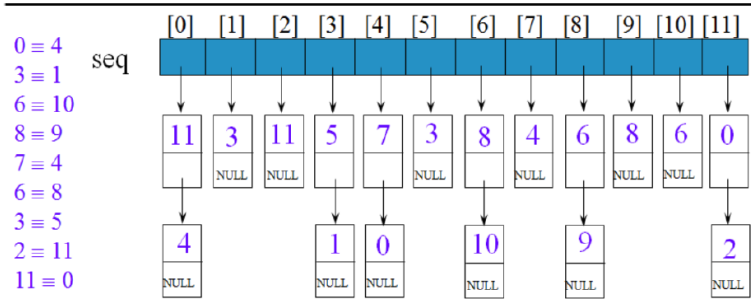 [0] [1] [2] [3] [4] [5] [6] [7] [8] [9] [10] [11]
0 ≡ 4
seq
3 ≡ 1
6 ≡ 10
8 ≡ 9
7 ≡ 4
6 ≡ 8
3 ≡ 5
2 ≡ 11
11 ≡ 0
11 3 11 5 7 3 8 4 6 8 6 0
NULL NULL NULL NULL NULL NULL
4 1 0 10 9 2
NULL NULL NULL NULL NULL NULL